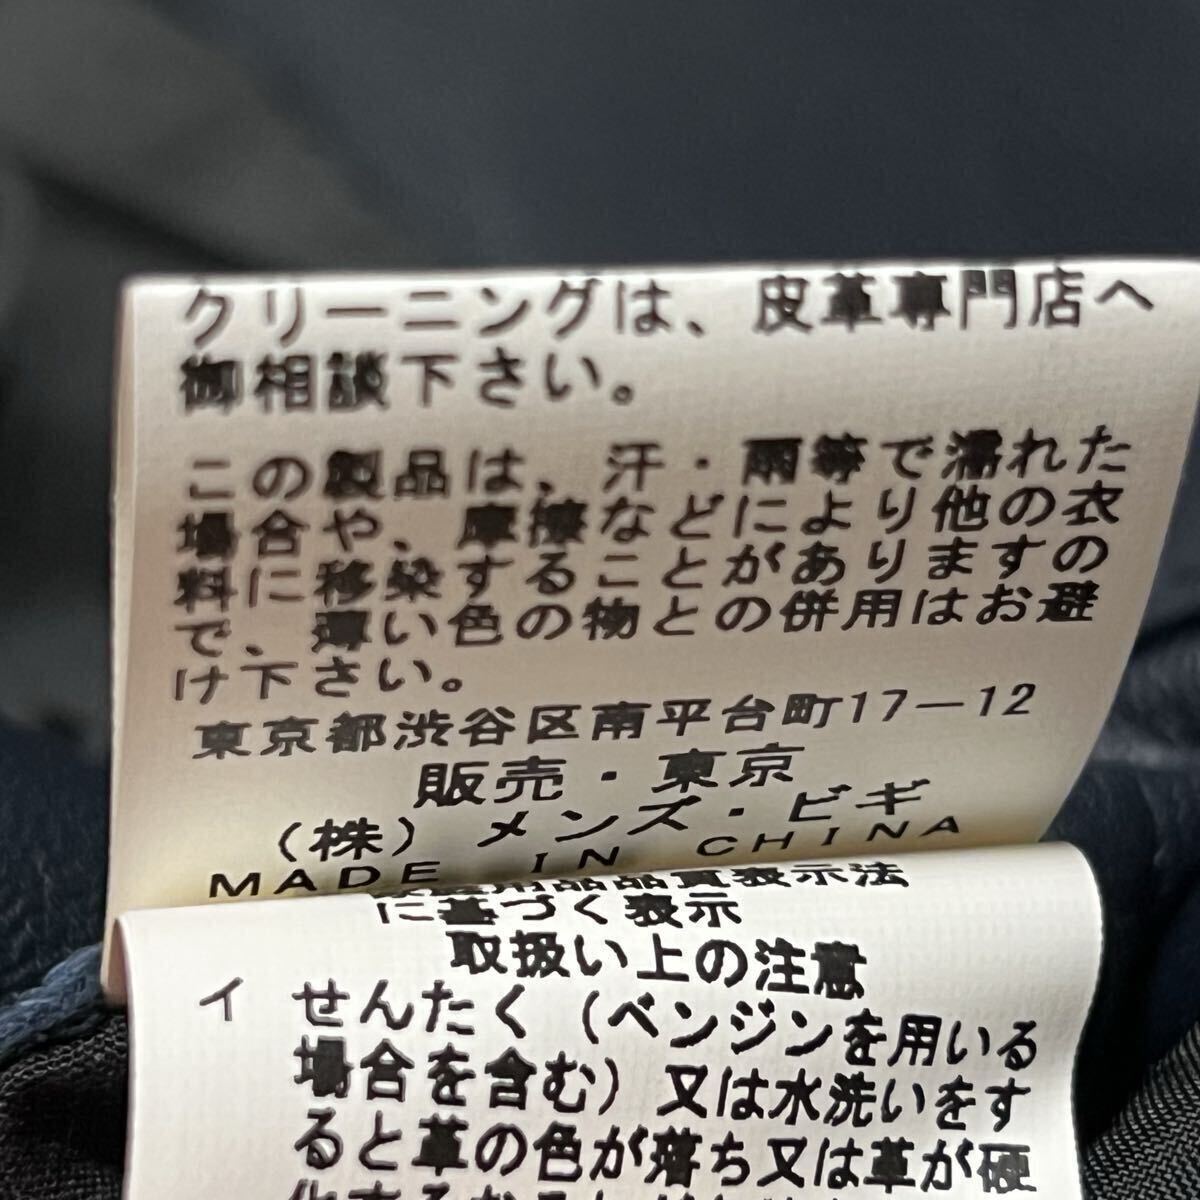 クリーニングは、皮革専門店へ
御相談下さい。
この製品は、汗・雨等で濡れた
場合や、摩擦などにより他の衣
料に移染することがありますの
で、薄い色の物との併用はお避
け下さい。
東京都渋谷区南平台町17－12
販売・東京
（株）メンズ・ビギ
MADE IN CHINA
用品品質表示法
に基づく表示
取扱い上の注意
イ せんたく（ベンジンを用いる
場合を含む）又は水洗いをす
ると革の色が落ち又は革が硬